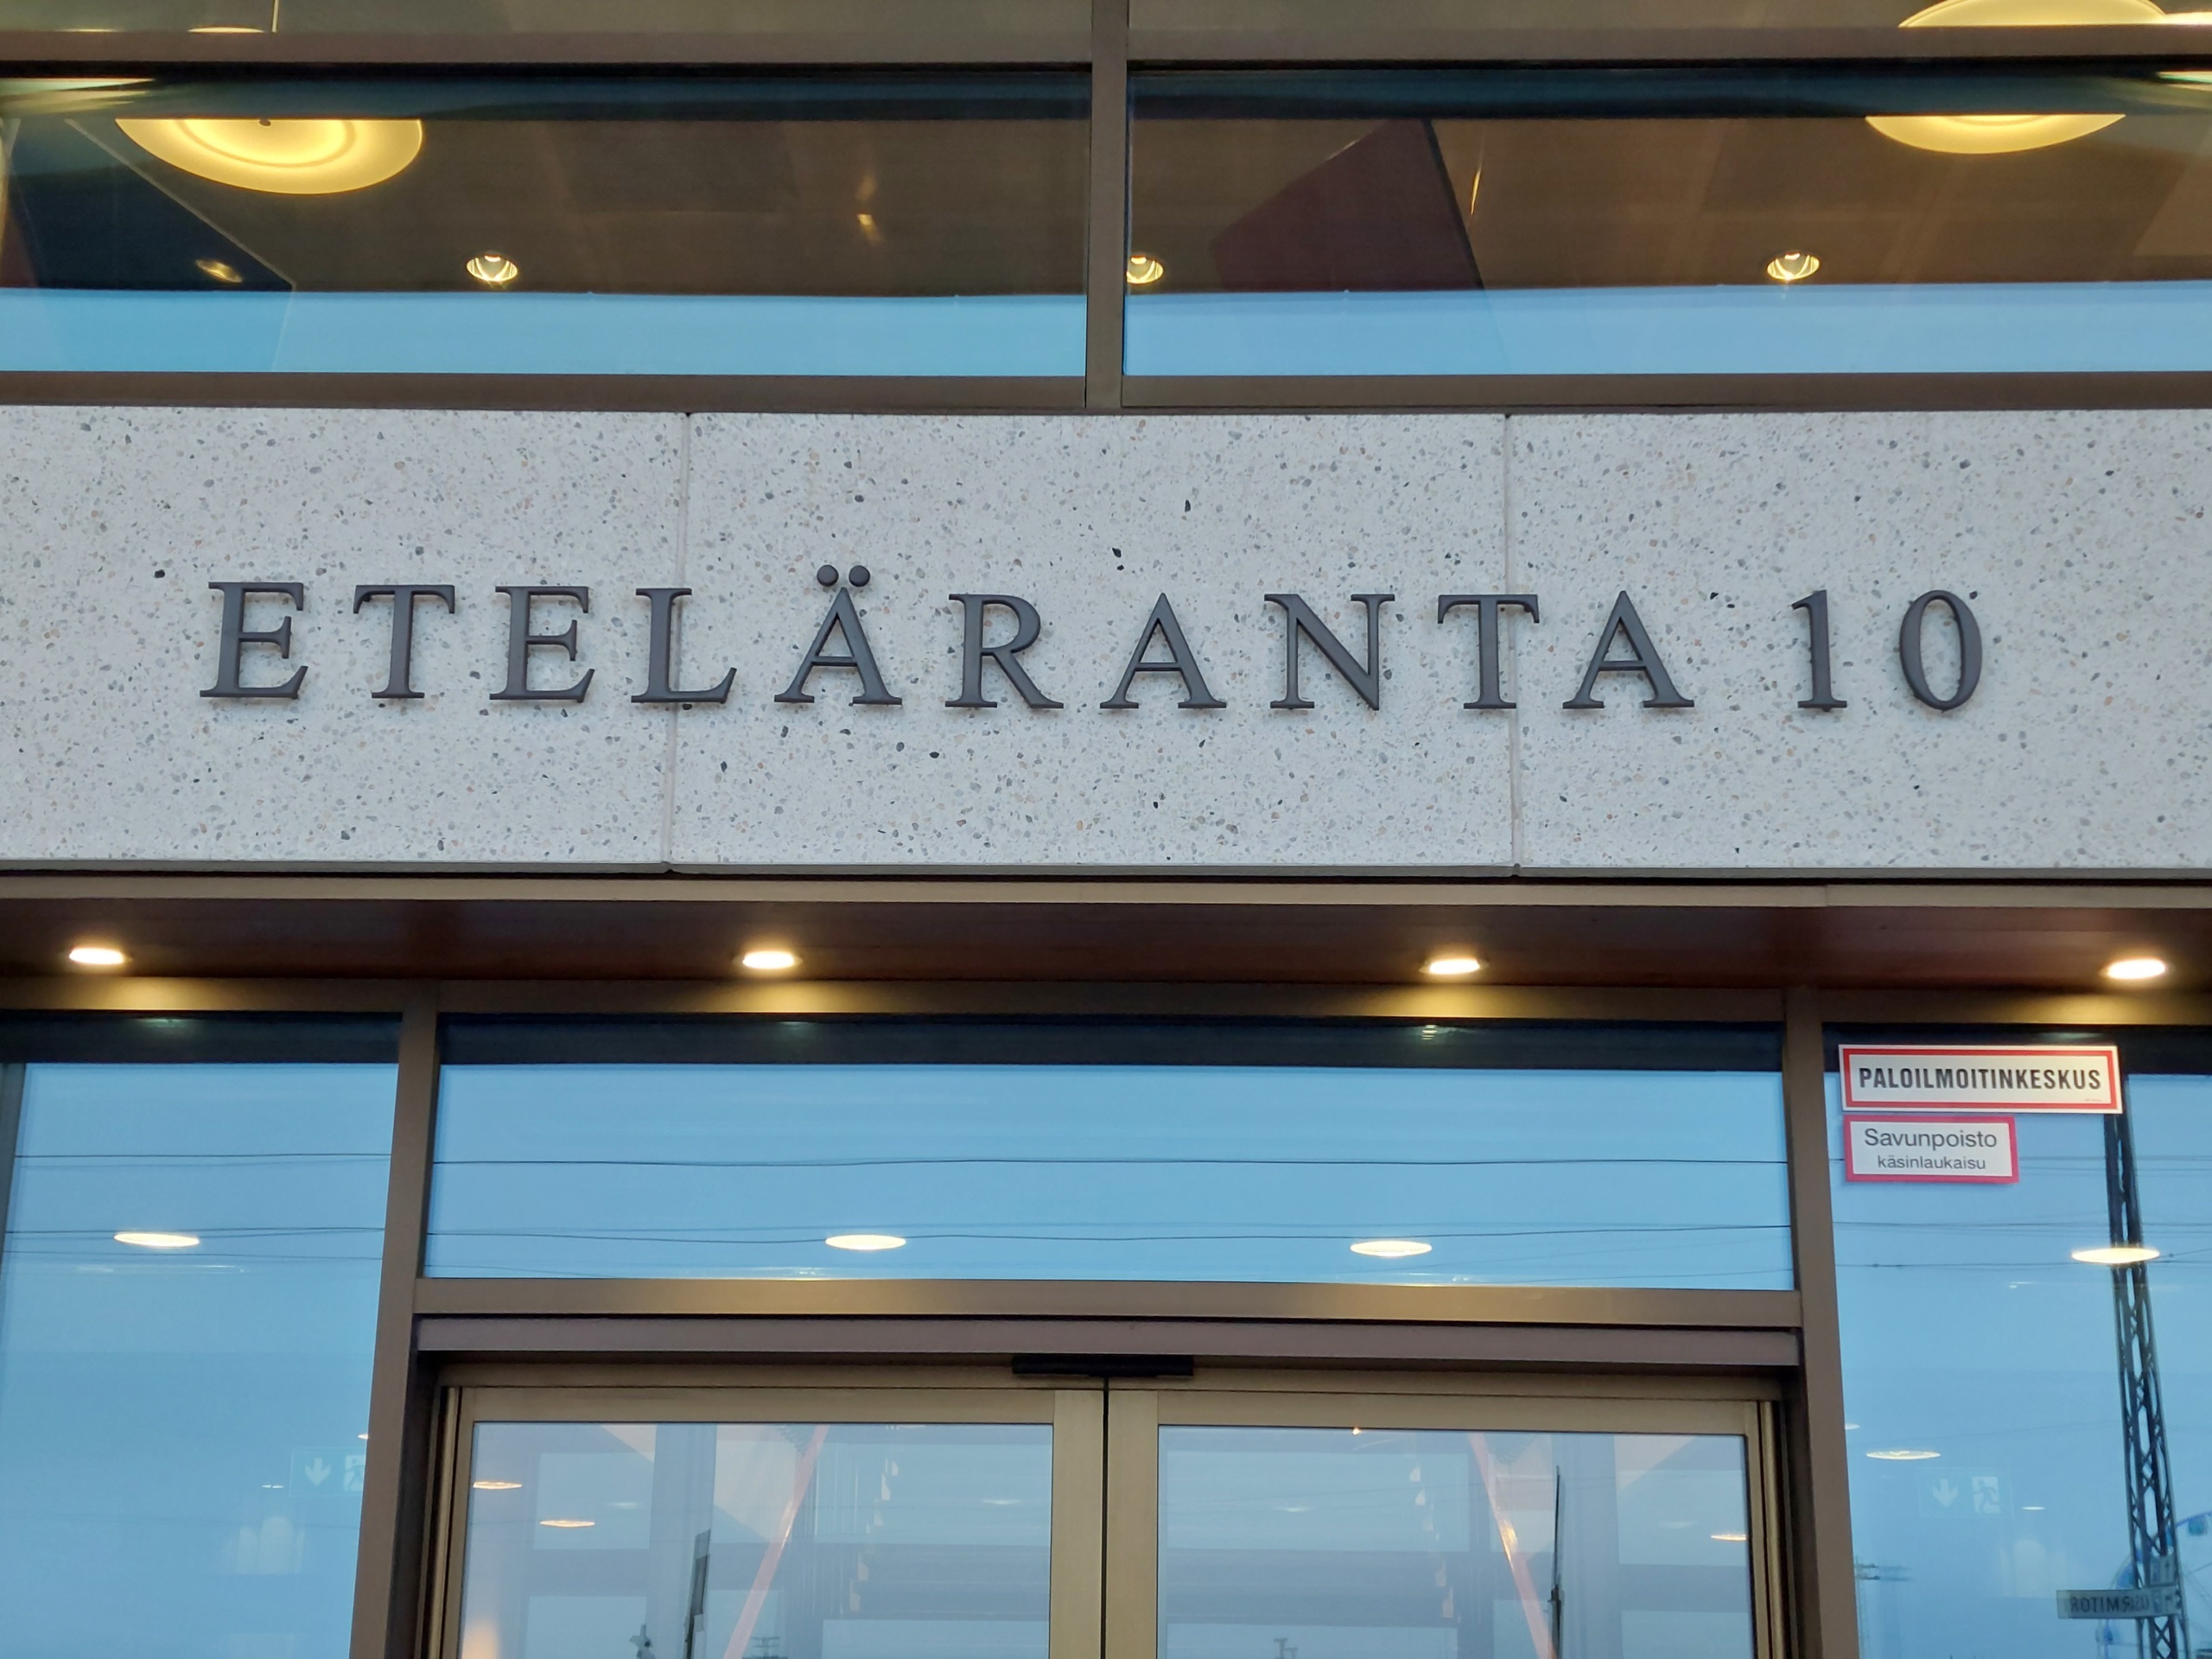 ETELÄRANTA 10
PALOILMOITINKESKUS
Savunpoisto
käsinlaukaisu